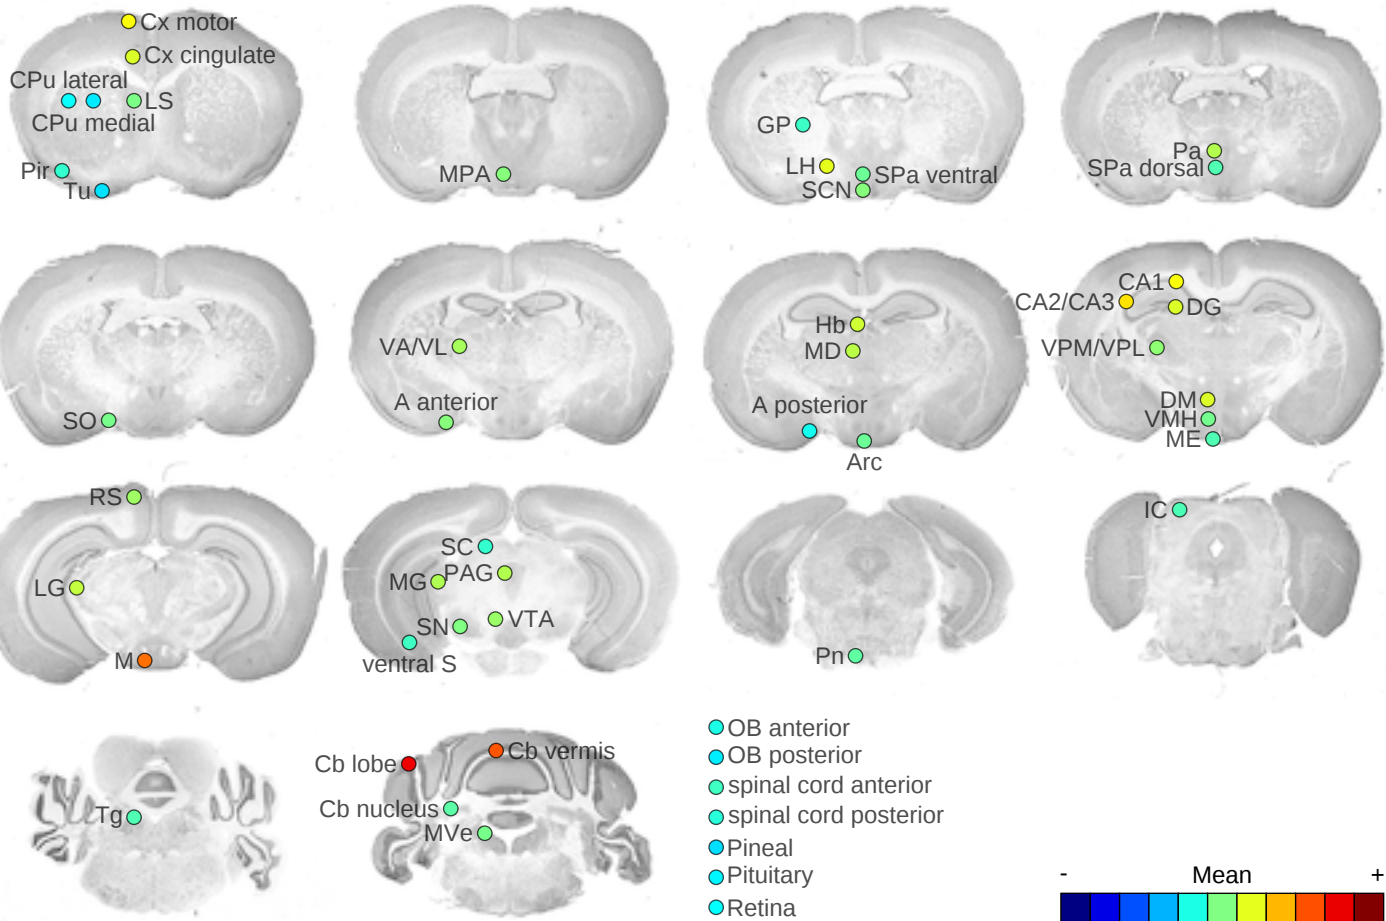 Cx motor
Cx cingulate
CPu lateral
LS
CPu medial
Pir
Tu
MPA
GP
LH
SPa ventral
SCN
Pa
SPa dorsal
SO
VA/VL
A anterior
Hb
MD
A posterior
Arc
CA1
CA2/CA3
DG
VPM/VPL
DM
VMH
ME
RS
LG
M
SC
PAG
MG
VTA
SN
ventral S
Pn
IC
Tg
Cb lobe
Cb vermis
Cb nucleus
MVe
OB anterior
OB posterior
spinal cord anterior
spinal cord posterior
Pineal
Pituitary
Retina
- Mean +